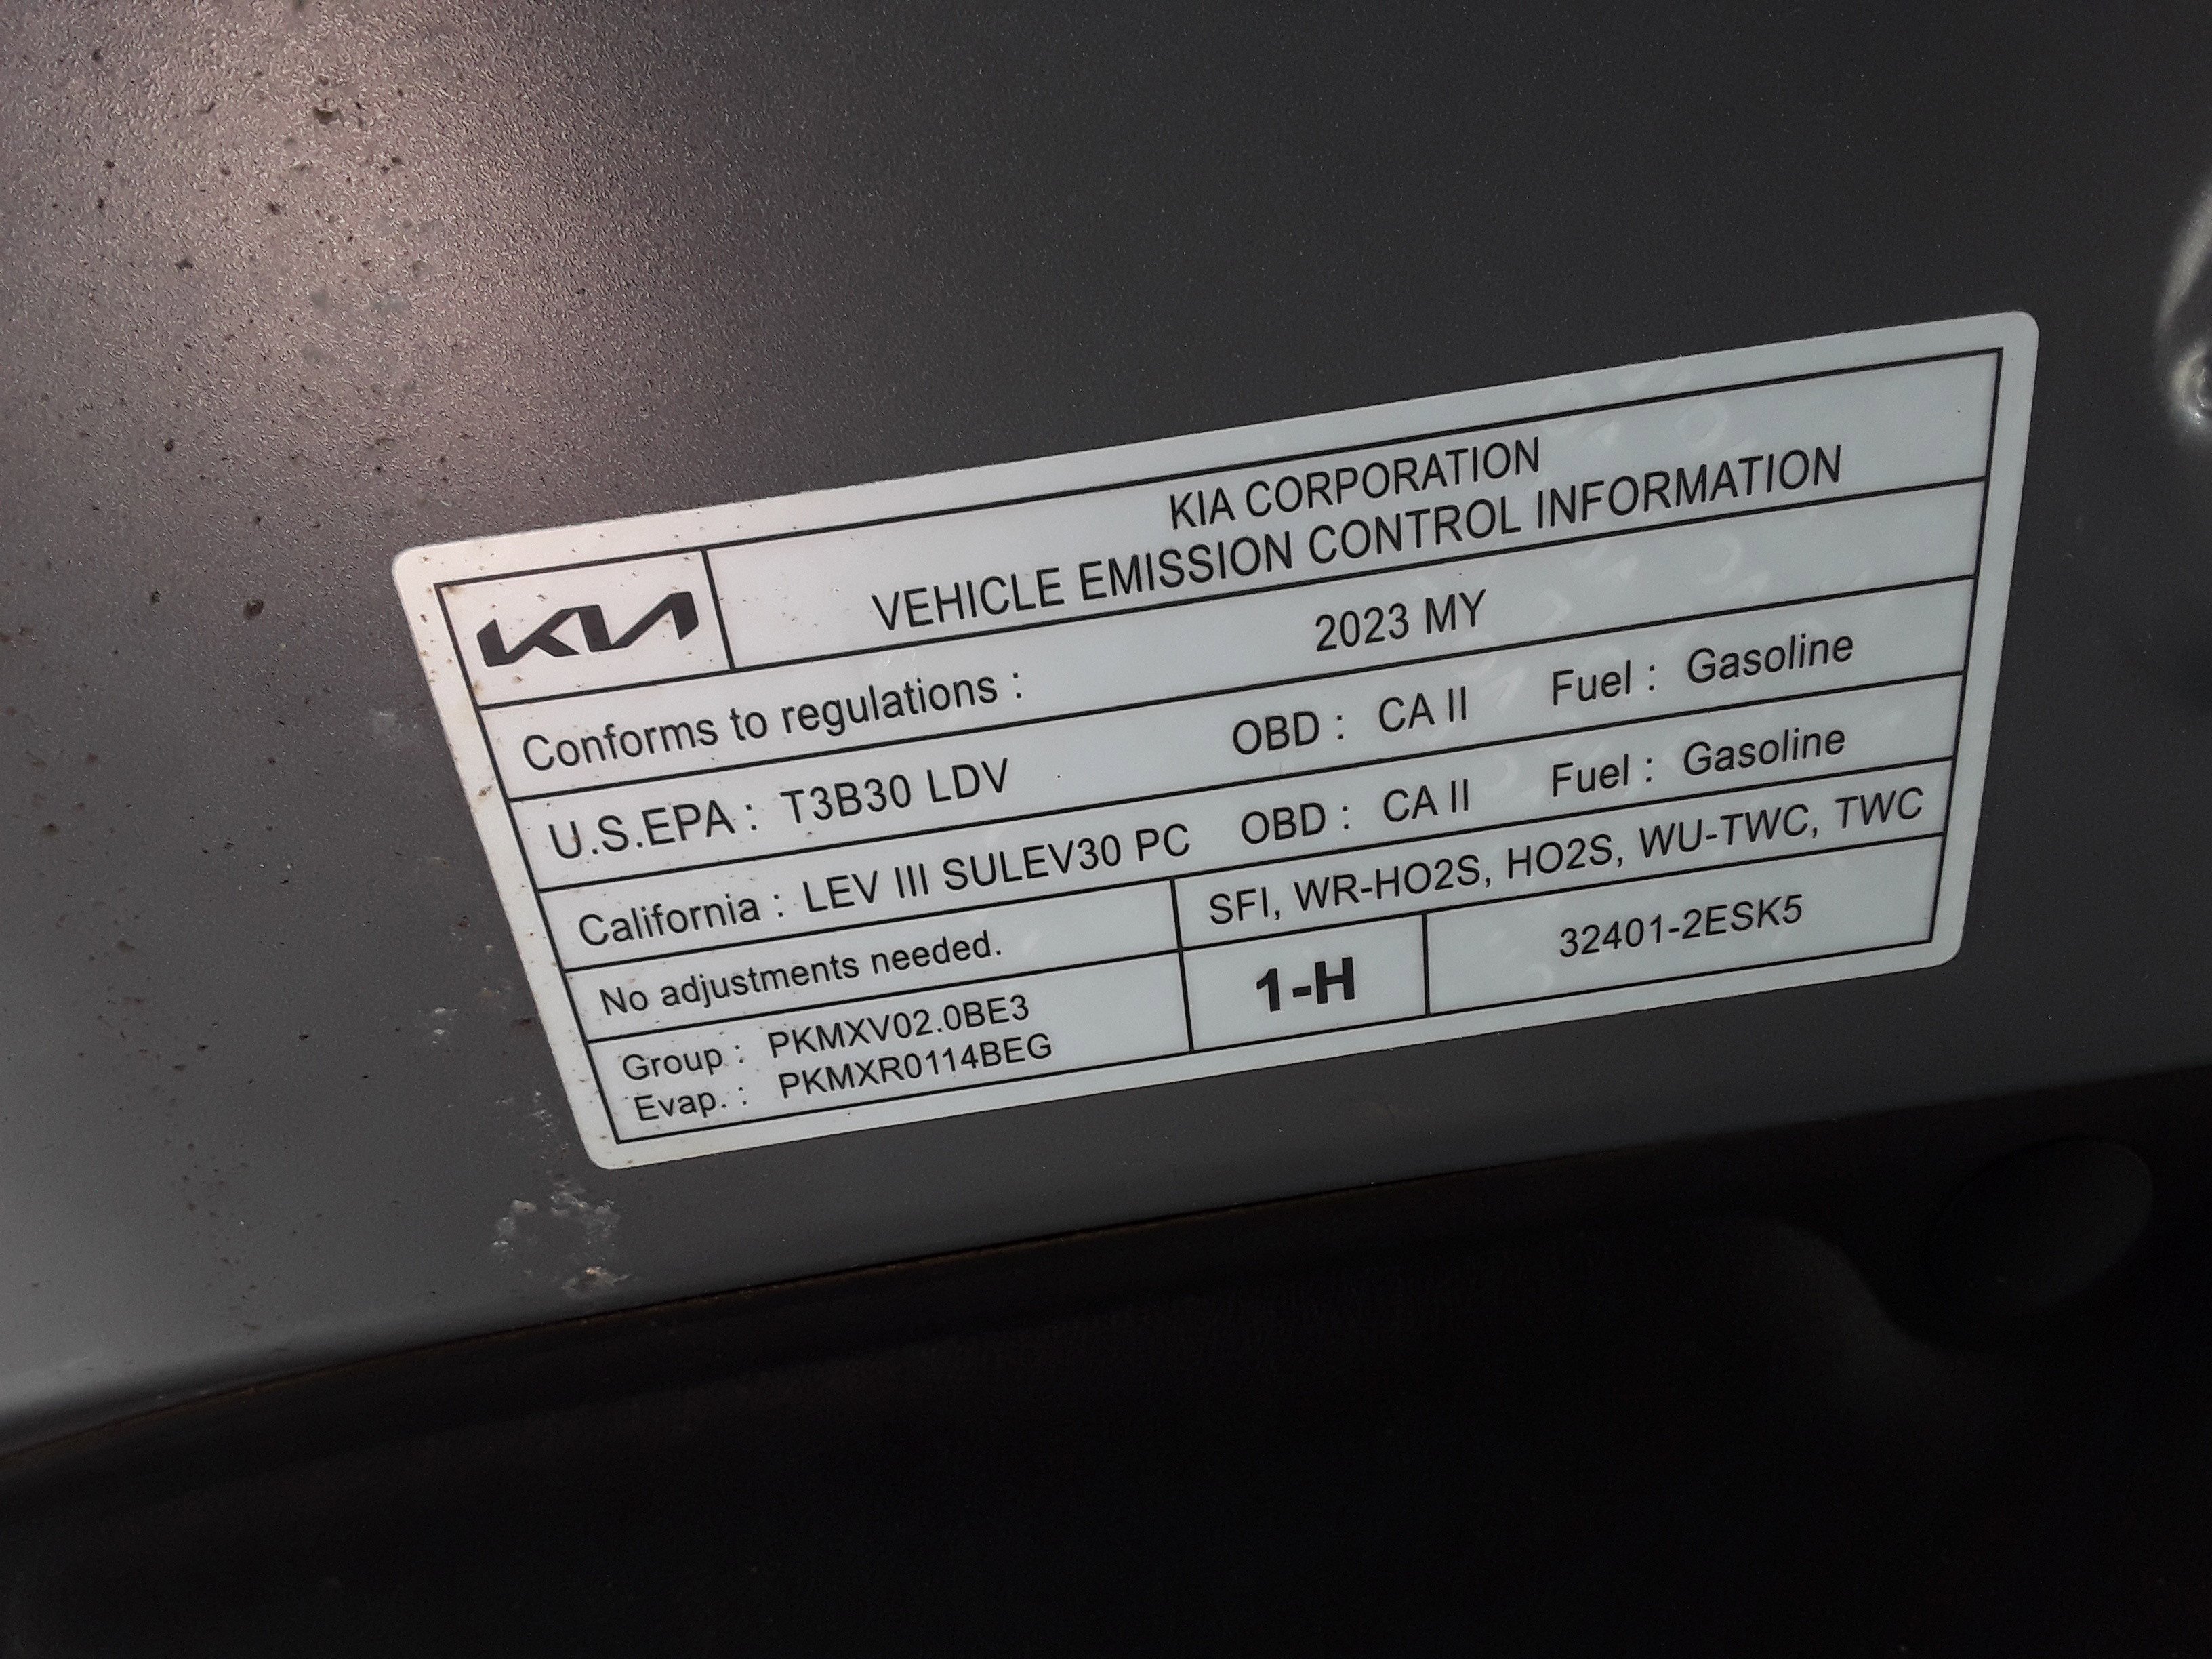 KIA
KIA CORPORATION
VEHICLE EMISSION CONTROL INFORMATION
Conforms to regulations : 2023 MY
U.S.EPA : T3B30 LDV OBD : CA II Fuel : Gasoline
California : LEV III SULEV30 PC OBD : CA II Fuel : Gasoline
No adjustments needed. SFI, WR-HO2S, HO2S, WU-TWC, TWC
Group : PKMXV02.0BE3
Evap. : PKMXR0114BEG
1-H
32401-2ESK5